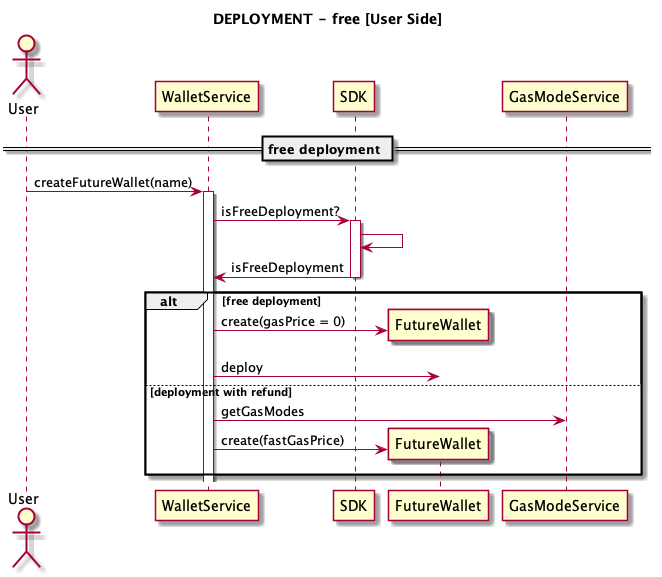 DEPLOYMENT - free [User Side]
User
WalletService
SDK
GasModeService
free deployment
createFutureWallet(name)
isFreeDeployment?
isFreeDeployment
alt
[free deployment]
create(gasPrice = 0)
FutureWallet
deploy
[deployment with refund]
getGasModes
create(fastGasPrice)
FutureWallet
User
WalletService
SDK
FutureWallet
GasModeService